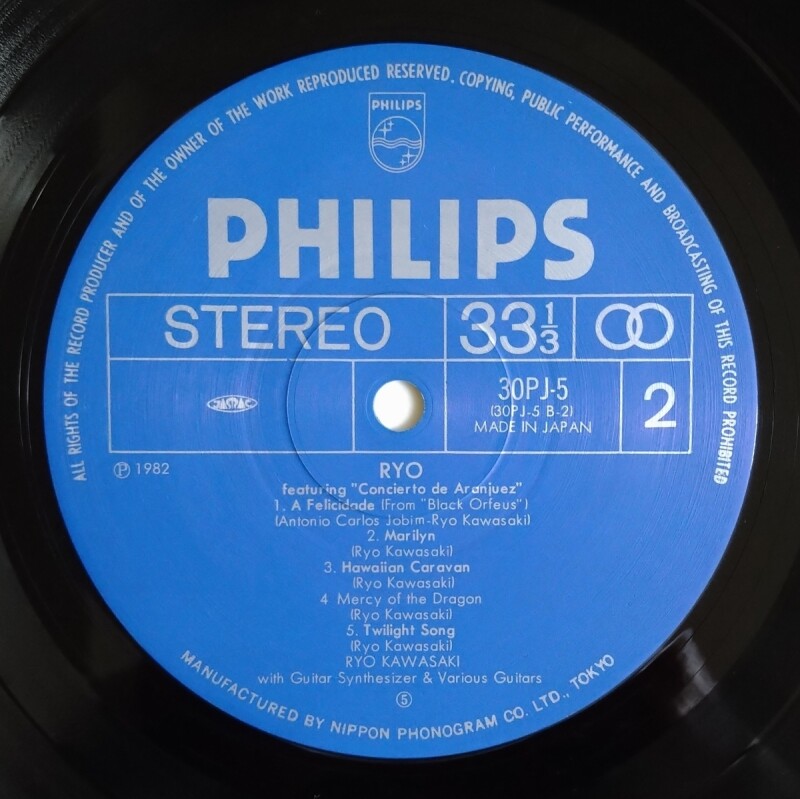 ALL RIGHTS OF THE RECORD PRODUCER AND OF THE OWNER OF THE WORK REPRODUCED RESERVED. COPYING, PUBLIC PERFORMANCE AND BROADCASTING OF THIS RECORD PROHIBITED
PHILIPS
PHILIPS
STEREO
33 1/3
JASRAC
30PJ-5
(30PJ-5 B-2)
MADE IN JAPAN
2
℗ 1982
RYO
featuring "Concierto de Aranjuez"
1. A Felicidade (From "Black Orfeus")
(Antonio Carlos Jobim-Ryo Kawasaki)
2. Marilyn
(Ryo Kawasaki)
3. Hawaiian Caravan
(Ryo Kawasaki)
4 Mercy of the Dragon
(Ryo Kawasaki)
5. Twilight Song
(Ryo Kawasaki)
RYO KAWASAKI
with Guitar Synthesizer & Various Guitars
⑤
MANUFACTURED BY NIPPON PHONOGRAM CO. LTD., TOKYO